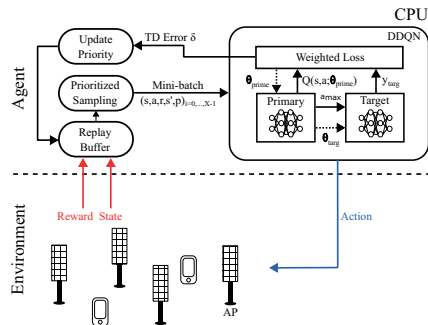 CPU
DDQN
TD Error δ
Update
Priority
Weighted Loss
θprime
Q(s,a;θprime)
ytarg
Agent
Prioritized
Sampling
Mini-batch
(s,a,r,s',p)i=0,...,X-1
Primary
amax
Target
θtarg
Replay
Buffer
Reward
State
Action
Environment
AP